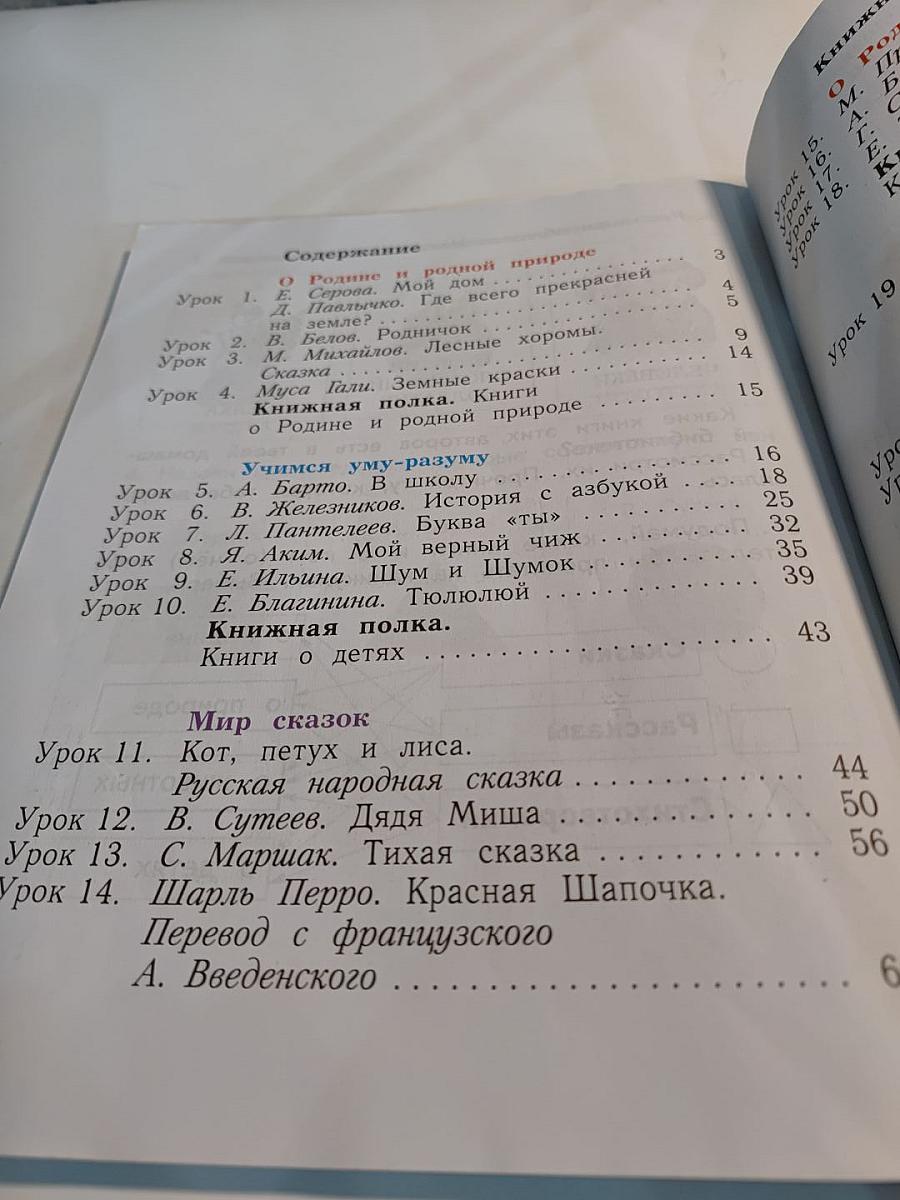 Содержание
О Родине и родной природе
Урок 1. Е. Серова. Мой дом . . . . . . . . . . . . . . . . 3
Д. Павлычко. Где всего прекрасней
на земле? . . . . . . . . . . . . . . . . . . . . . . . . . . 4
Урок 2. В. Белов. Родничок . . . . . . . . . . . . . . . . 5
Урок 3. М. Михайлов. Лесные хоромы.
Сказка . . . . . . . . . . . . . . . . . . . . . . . . . . . . 9
Урок 4. Муса Гали. Земные краски . . . . . . . . . . 14
Книжная полка. Книги
о Родине и родной природе . . . . . . . . . 15
Учимся уму-разуму
Урок 5. А. Барто. В школу . . . . . . . . . . . . . . . . 16
Урок 6. В. Железников. История с азбукой . . . . 18
Урок 7. Л. Пантелеев. Буква «ты» . . . . . . . . . . . 25
Урок 8. Я. Аким. Мой верный чиж . . . . . . . . . . 32
Урок 9. Е. Ильина. Шум и Шумок . . . . . . . . . . . 35
Урок 10. Е. Благинина. Тюлюлюй . . . . . . . . . . . . . 39
Книжная полка.
Книги о детях . . . . . . . . . . . . . . . . . . . . . . 43
Мир сказок
Урок 11. Кот, петух и лиса.
Русская народная сказка . . . . . . . . . . . . . 44
Урок 12. В. Сутеев. Дядя Миша . . . . . . . . . . . . . . 50
Урок 13. С. Маршак. Тихая сказка . . . . . . . . . . . . 56
Урок 14. Шарль Перро. Красная Шапочка.
Перевод с французского
А. Введенского . . . . . . . . . . . . . . . . . . . . . . . . 6
О
М.
Урок 15. А.
Урок 16. Г.
Урок 17. Е.
Урок 18.
Урок 19